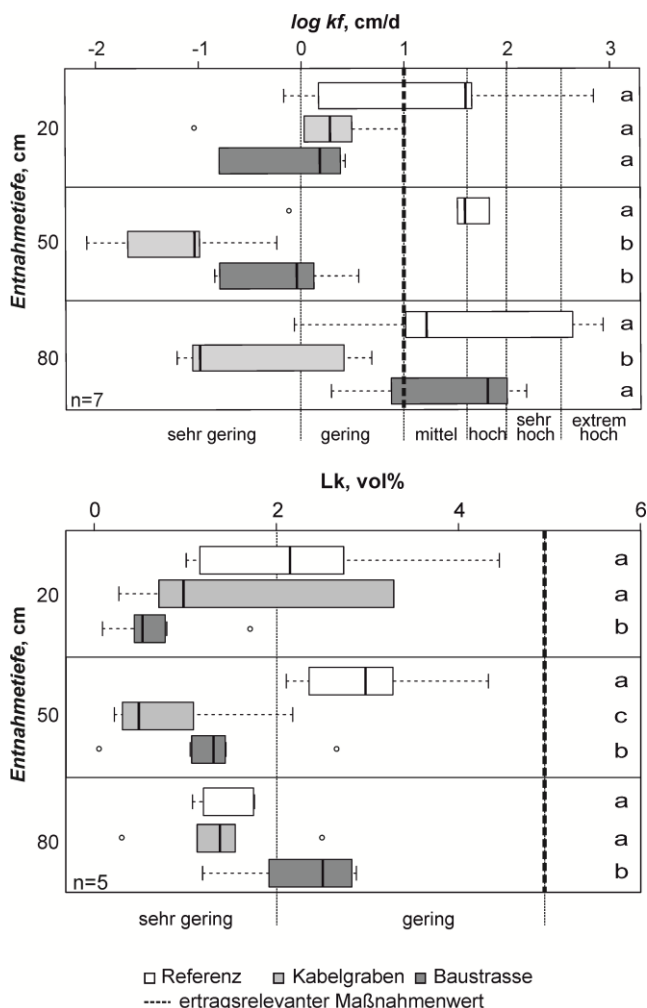 log kf, cm/d
-2 -1 0 1 2 3
Entnahmetiefe, cm
20
a
a
a
50
a
b
b
80
a
b
a
n=7
sehr gering gering mittel hoch sehr hoch extrem hoch
Lk, vol%
0 2 4 6
Entnahmetiefe, cm
20
a
a
b
50
a
c
b
80
a
a
b
n=5
sehr gering gering
Referenz Kabelgraben Baustrasse
ertragsrelevanter Maßnahmenwert